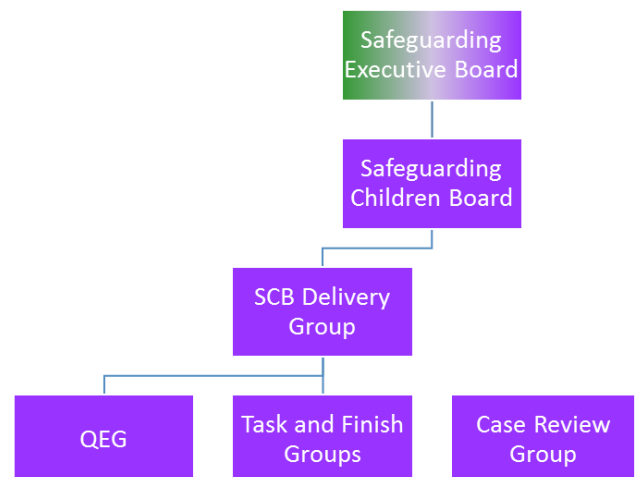 Safeguarding
Executive Board
Safeguarding
Children Board
SCB Delivery
Group
QEG
Task and Finish
Groups
Case Review
Group